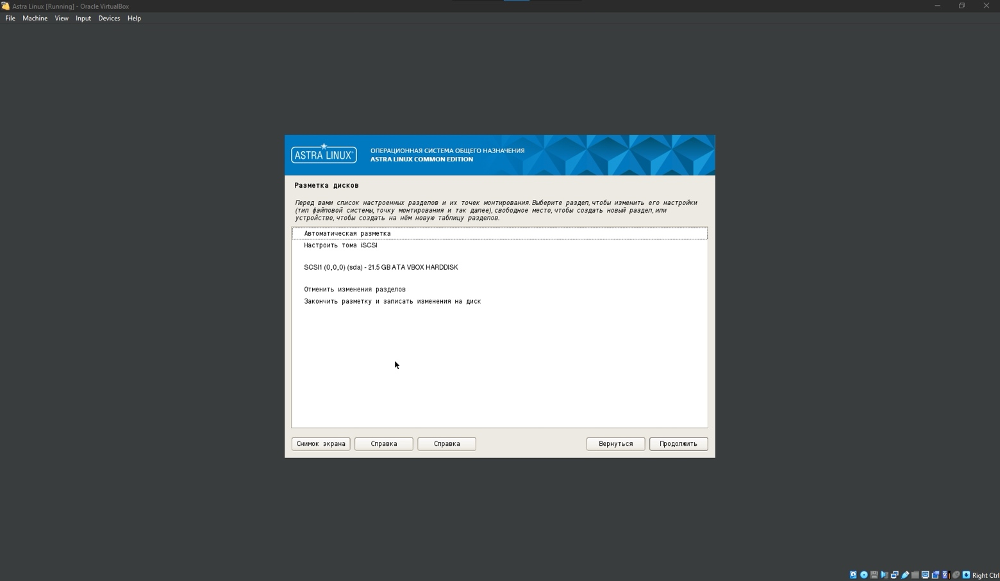 Astra Linux [Running] - Oracle VirtualBox
File Machine View Input Devices Help
ASTRA LINUX®
ОПЕРАЦИОННАЯ СИСТЕМА ОБЩЕГО НАЗНАЧЕНИЯ
ASTRA LINUX COMMON EDITION
Разметка дисков
Перед вами список настроенных разделов и их точек монтирования. Выберите раздел, чтобы изменить его настройки
(тип файловой системы, точку монтирования и так далее), свободное место, чтобы создать новый раздел, или
устройство, чтобы создать на нём новую таблицу разделов.
Автоматическая разметка
Настроить тома iSCSI
SCSI1 (0,0,0) (sda) - 21.5 GB ATA VBOX HARDDISK
Отменить изменения разделов
Закончить разметку и записать изменения на диск
Снимок экрана Справка Справка Вернуться Продолжить
Right Ctrl